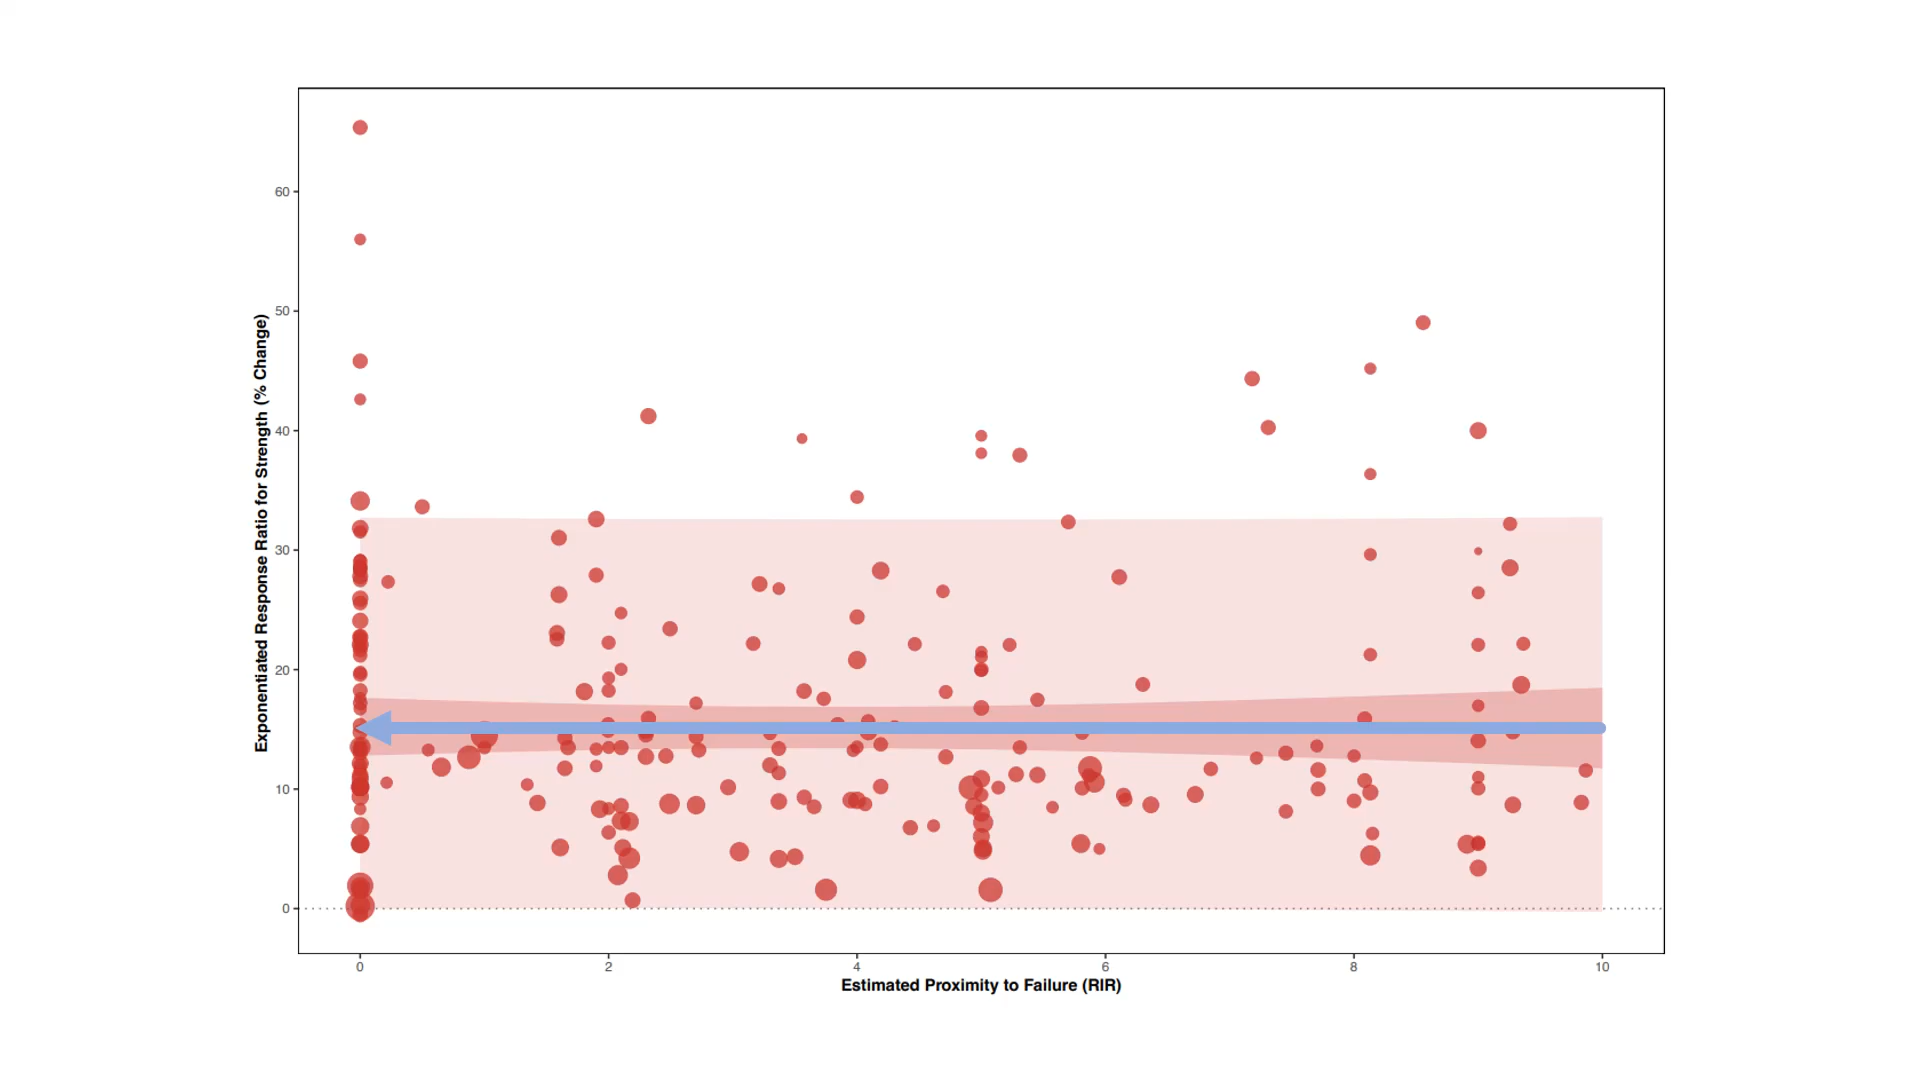 Exponentiated Response Ratio for Strength (% Change)
60
50
40
30
20
10
0
0 2 4 6 8 10
Estimated Proximity to Failure (RIR)